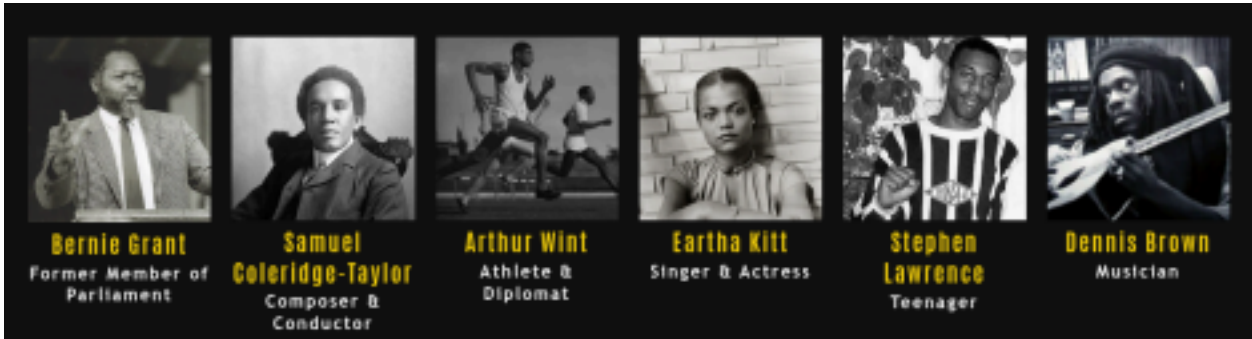 Bernie Grant
Former Member of
Parliament
Samuel
Coleridge-Taylor
Composer &
Conductor
Arthur Wint
Athlete &
Diplomat
Eartha Kitt
Singer & Actress
Stephen
Lawrence
Teenager
Dennis Brown
Musician